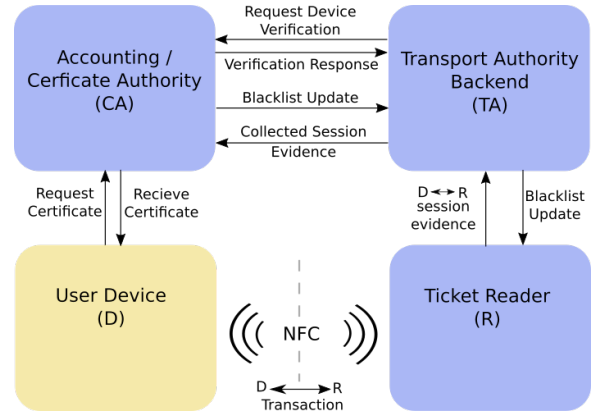 Request Device
Verification
Accounting /
Cerficate Authority
(CA)
Verification Response
Transport Authority
Backend
(TA)
Blacklist Update
Collected Session
Evidence
Request
Certificate
Recieve
Certificate
D R
session
evidence
Blacklist
Update
User Device
(D)
NFC
Ticket Reader
(R)
D R
Transaction